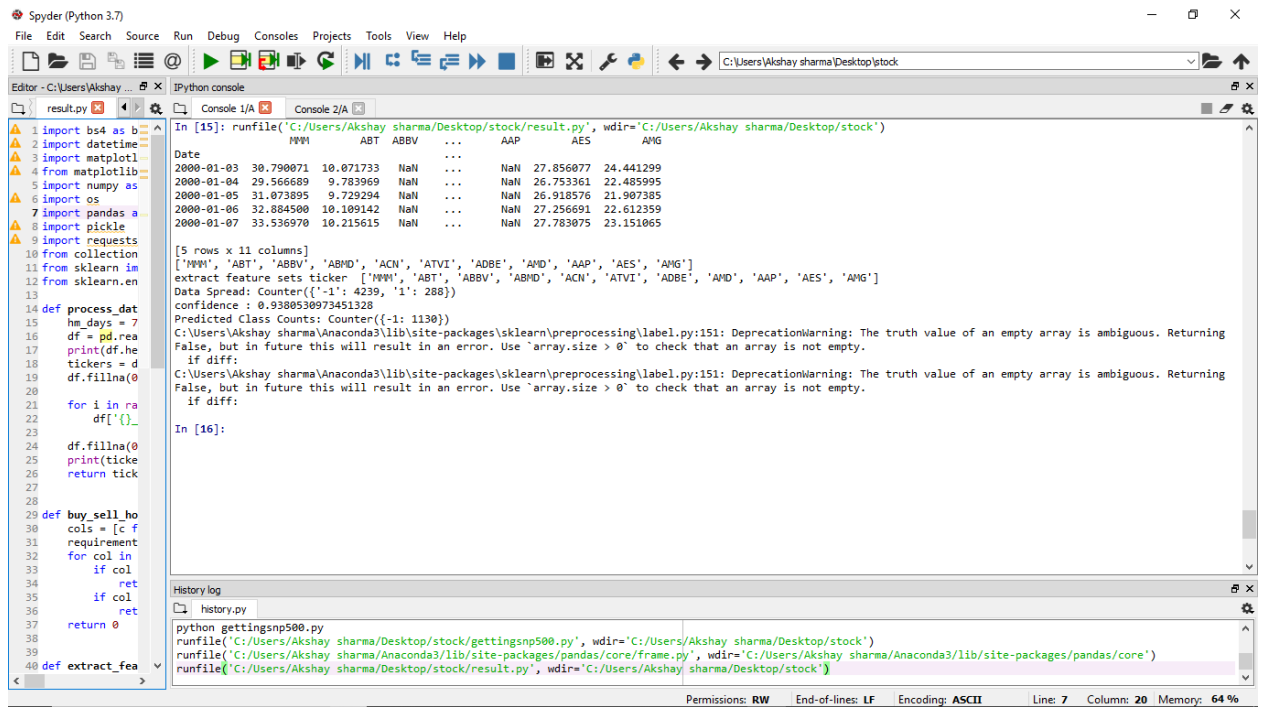 Spyder (Python 3.7)
File Edit Search Source Run Debug Consoles Projects Tools View Help
C:\Users\Akshay sharma\Desktop\stock
Editor - C:\Users\Akshay ...
IPython console
result.py
Console 1/A Console 2/A
1 import bs4 as b
2 import datetime
3 import matplotl
4 from matplotlib
5 import numpy as
6 import os
7 import pandas a
8 import pickle
9 import requests
10 from collection
11 from sklearn im
12 from sklearn.en
13
14 def process_dat
15 hm_days = 7
16 df = pd.rea
17 print(df.he
18 tickers = d
19 df.fillna(0
20
21 for i in ra
22 df['{}_
23
24 df.fillna(0
25 print(ticke
26 return tick
27
28
29 def buy_sell_ho
30 cols = [c f
31 requirement
32 for col in
33 if col
34 ret
35 if col
36 ret
37 return 0
38
39
40 def extract_fea
In [15]: runfile('C:/Users/Akshay sharma/Desktop/stock/result.py', wdir='C:/Users/Akshay sharma/Desktop/stock')
MMM ABT ABBV ... AAP AES AMG
Date ...
2000-01-03 30.790071 10.071733 NaN ... NaN 27.856077 24.441299
2000-01-04 29.566689 9.783969 NaN ... NaN 26.753361 22.485995
2000-01-05 31.073895 9.729294 NaN ... NaN 26.918576 21.907385
2000-01-06 32.884500 10.109142 NaN ... NaN 27.256691 22.612359
2000-01-07 33.536970 10.215615 NaN ... NaN 27.783075 23.151065
[5 rows x 11 columns]
['MMM', 'ABT', 'ABBV', 'ABMD', 'ACN', 'ATVI', 'ADBE', 'AMD', 'AAP', 'AES', 'AMG']
extract feature sets ticker ['MMM', 'ABT', 'ABBV', 'ABMD', 'ACN', 'ATVI', 'ADBE', 'AMD', 'AAP', 'AES', 'AMG']
Data Spread: Counter({'-1': 4239, '1': 288})
confidence : 0.9380530973451328
Predicted Class Counts: Counter({-1: 1130})
C:\Users\Akshay sharma\Anaconda3\lib\site-packages\sklearn\preprocessing\label.py:151: DeprecationWarning: The truth value of an empty array is ambiguous. Returning
False, but in future this will result in an error. Use `array.size > 0` to check that an array is not empty.
if diff:
C:\Users\Akshay sharma\Anaconda3\lib\site-packages\sklearn\preprocessing\label.py:151: DeprecationWarning: The truth value of an empty array is ambiguous. Returning
False, but in future this will result in an error. Use `array.size > 0` to check that an array is not empty.
if diff:
In [16]:
History log
history.py
python gettingsnp500.py
runfile('C:/Users/Akshay sharma/Desktop/stock/gettingsnp500.py', wdir='C:/Users/Akshay sharma/Desktop/stock')
runfile('C:/Users/Akshay sharma/Anaconda3/lib/site-packages/pandas/core/frame.py', wdir='C:/Users/Akshay sharma/Anaconda3/lib/site-packages/pandas/core')
runfile('C:/Users/Akshay sharma/Desktop/stock/result.py', wdir='C:/Users/Akshay sharma/Desktop/stock')
Permissions: RW End-of-lines: LF Encoding: ASCII Line: 7 Column: 20 Memory: 64 %